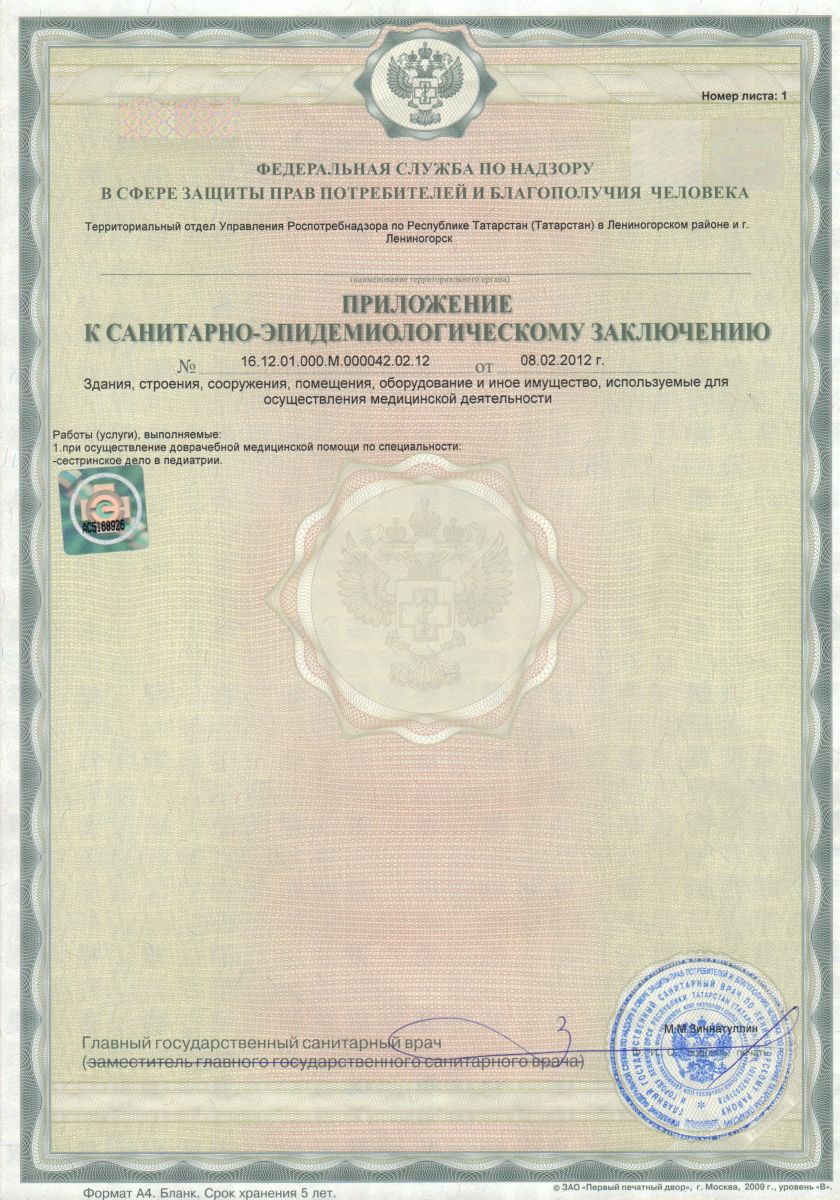 Номер листа: 1
ФЕДЕРАЛЬНАЯ СЛУЖБА ПО НАДЗОРУ
В СФЕРЕ ЗАЩИТЫ ПРАВ ПОТРЕБИТЕЛЕЙ И БЛАГОПОЛУЧИЯ ЧЕЛОВЕКА
Территориальный отдел Управления Роспотребнадзора по Республике Татарстан (Татарстан) в Лениногорском районе и г.
Лениногорск
(наименование территориального органа)
ПРИЛОЖЕНИЕ
К САНИТАРНО-ЭПИДЕМИОЛОГИЧЕСКОМУ ЗАКЛЮЧЕНИЮ
№ 16.12.01.000.М.000042.02.12 от 08.02.2012 г.
Здания, строения, сооружения, помещения, оборудование и иное имущество, используемые для
осуществления медицинской деятельности
Работы (услуги), выполняемые:
1.при осуществление доврачебной медицинской помощи по специальности:
-сестринское дело в педиатрии.
АС5168926
М.М.Зиннатуллин
Главный государственный санитарный врач
(заместитель главного государственного санитарного врача)
Формат А4. Бланк. Срок хранения 5 лет.
© ЗАО «Первый печатный двор», г. Москва, 2009 г., уровень «В».